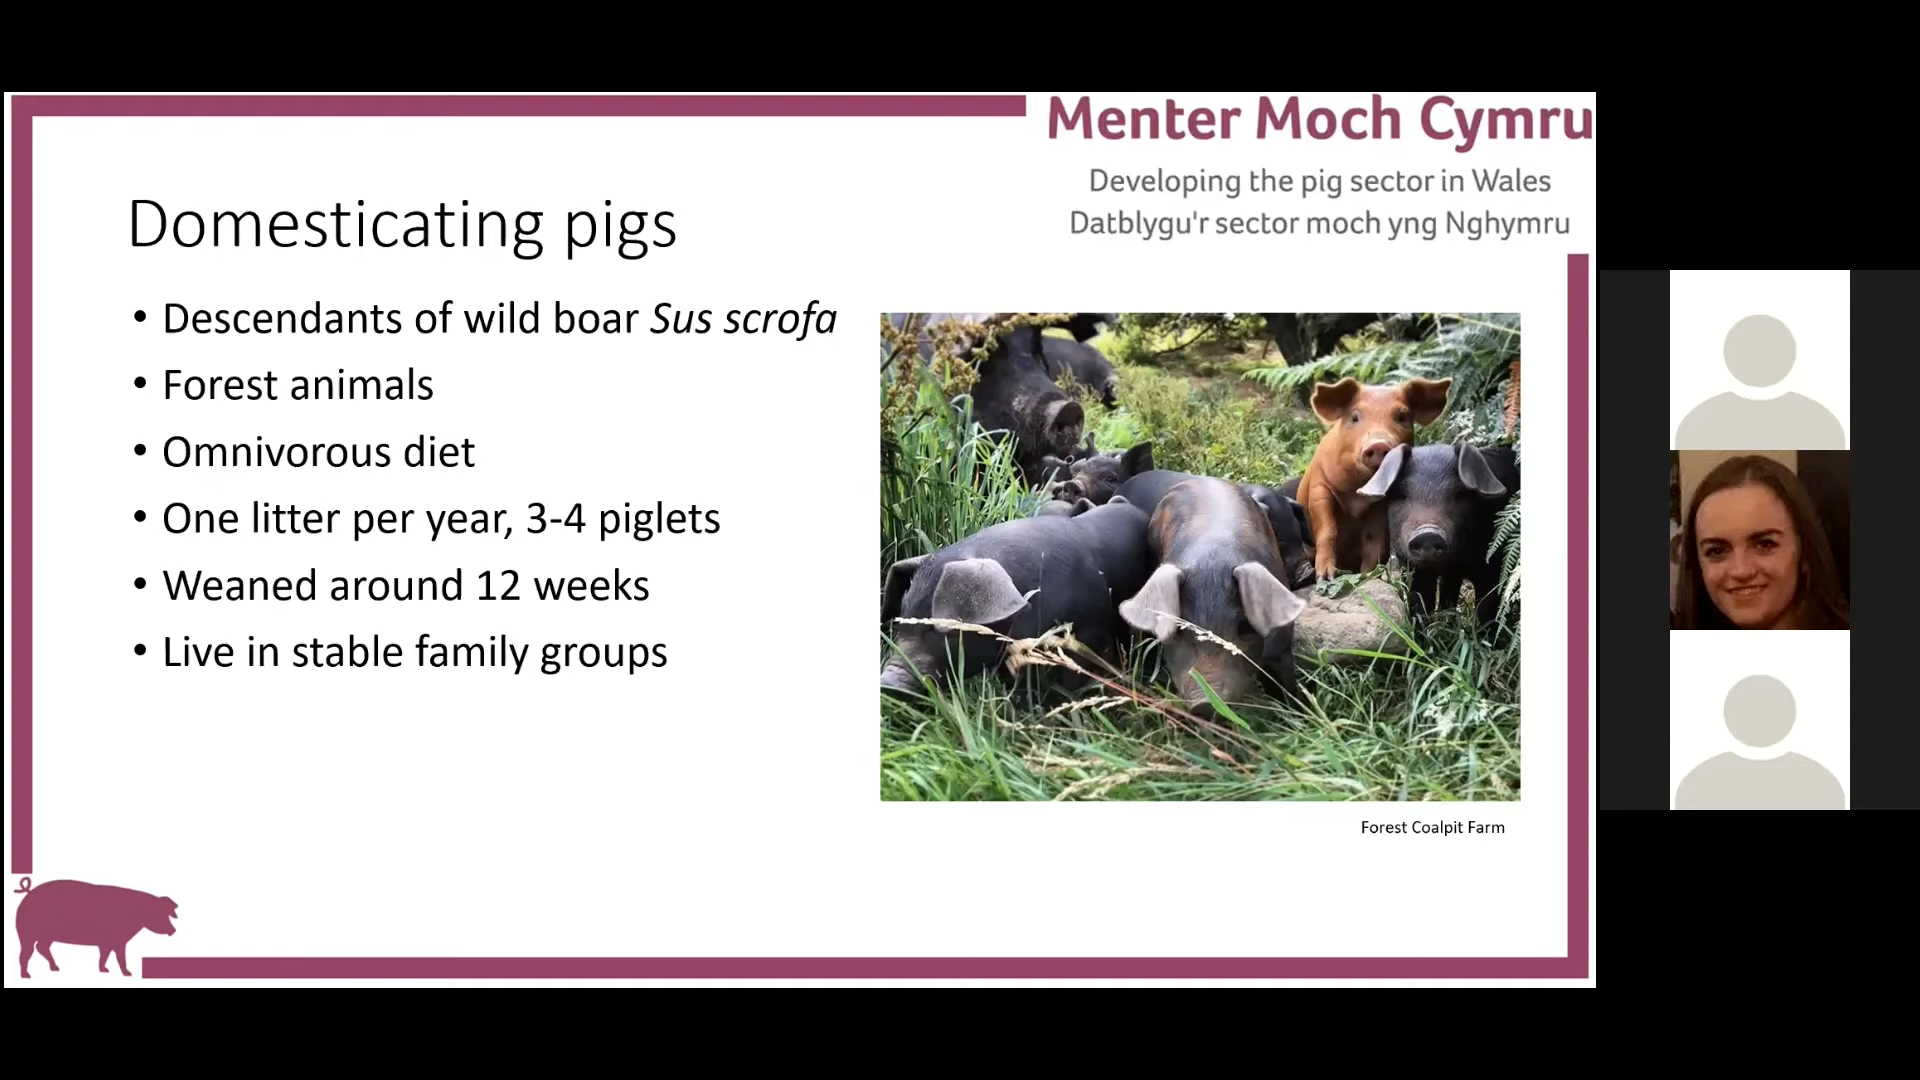 Menter Moch Cymru
Developing the pig sector in Wales
Datblygu'r sector moch yng Nghymru
Domesticating pigs
• Descendants of wild boar Sus scrofa
• Forest animals
• Omnivorous diet
• One litter per year, 3-4 piglets
• Weaned around 12 weeks
• Live in stable family groups
Forest Coalpit Farm